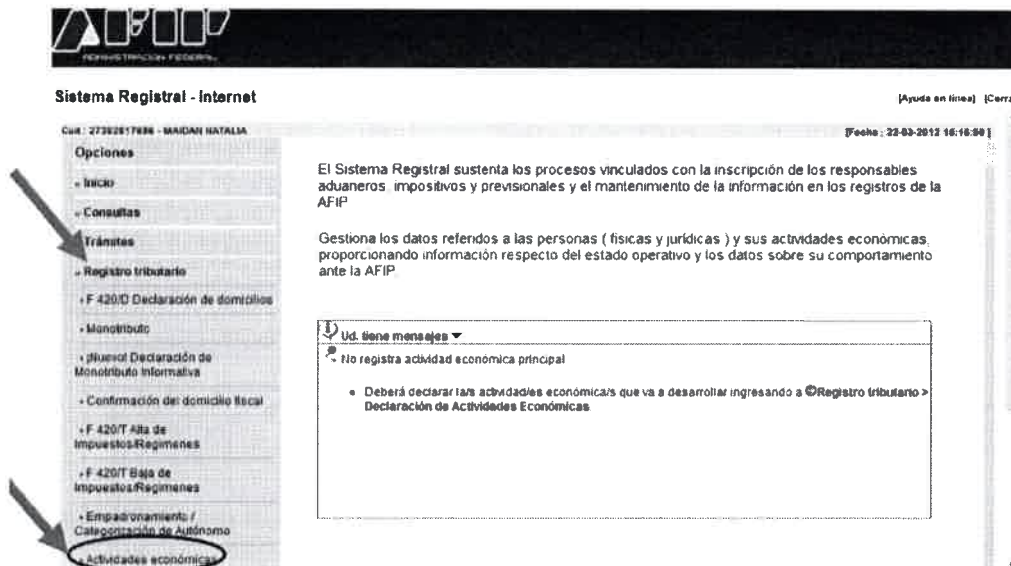 AFIP
ADMINISTRACION FEDERAL
Sistema Registral - Internet
[Ayuda en línea] [Cerra
MAIDAN NATALIA
[Fecha : 22-03-2012 16:16:50 ]
Opciones
» Inicio
» Consultas
Trámites
» Registro tributario
» F 420/D Declaración de domicilios
» Monotributo
» ¡Nuevo! Declaración de
Monotributo Informativa
» Confirmación del domicilio fiscal
» F 420/T Alta de
Impuestos/Regimenes
» F 420/T Baja de
Impuestos/Regimenes
» Empadronamiento /
Categorización de Autónomo
» Actividades económicas
El Sistema Registral sustenta los procesos vinculados con la inscripción de los responsables
aduaneros, impositivos y previsionales y el mantenimiento de la información en los registros de la
AFIP
Gestiona los datos referidos a las personas ( físicas y jurídicas ) y sus actividades económicas,
proporcionando información respecto del estado operativo y los datos sobre su comportamiento
ante la AFIP.
Ud. tiene mensajes
No registra actividad económica principal
• Deberá declarar la/s actividad/es económica/s que va a desarrollar ingresando a ©Registro tributario >
Declaración de Actividades Económicas